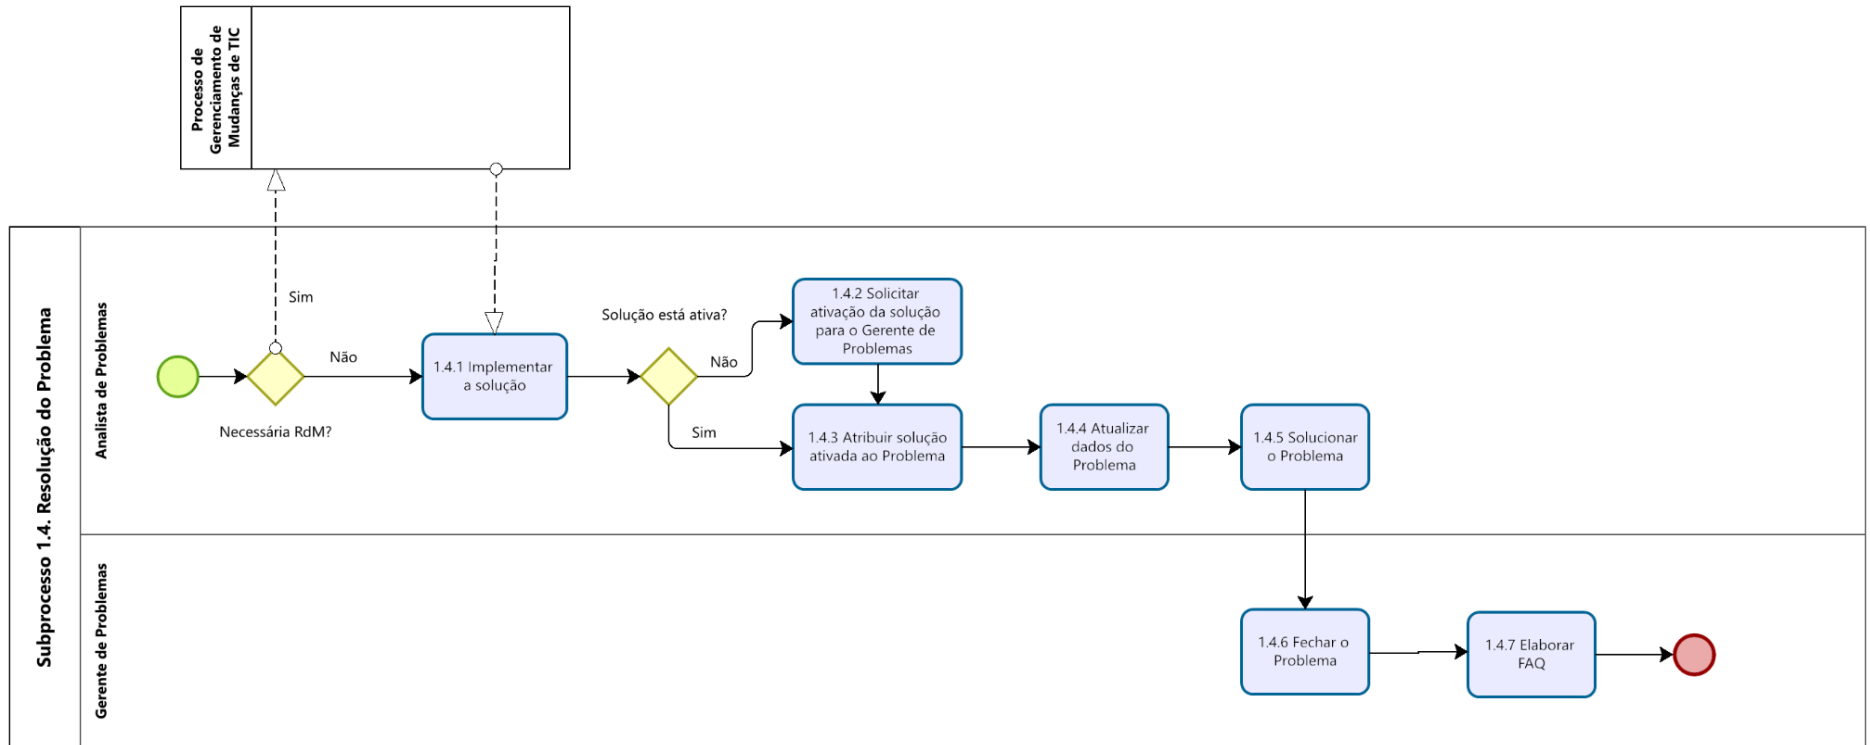 Processo de
Gerenciamento de
Mudanças de TIC
Subprocesso 1.4. Resolução do Problema
Analista de Problemas
Sim
Não
Necessária RdM?
1.4.1 Implementar
a solução
Solução está ativa?
Não
Sim
1.4.2 Solicitar
ativação da solução
para o Gerente de
Problemas
1.4.3 Atribuir solução
ativada ao Problema
1.4.4 Atualizar
dados do
Problema
1.4.5 Solucionar
o Problema
Gerente de Problemas
1.4.6 Fechar o
Problema
1.4.7 Elaborar
FAQ